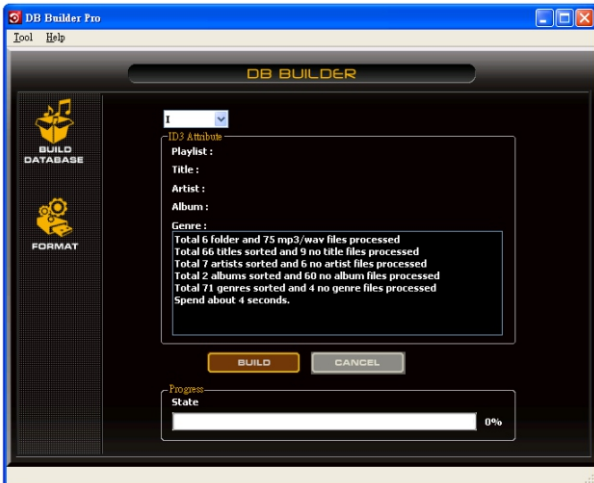 DB Builder Pro
Tool Help
DB BUILDER
BUILD
DATABASE
FORMAT
I
ID3 Attribute
Playlist :
Title :
Artist :
Album :
Genre :
Total 6 folder and 75 mp3/wav files processed
Total 66 titles sorted and 9 no title files processed
Total 7 artists sorted and 6 no artist files processed
Total 2 albums sorted and 60 no album files processed
Total 71 genres sorted and 4 no genre files processed
Spend about 4 seconds.
BUILD CANCEL
Progress
State
0%